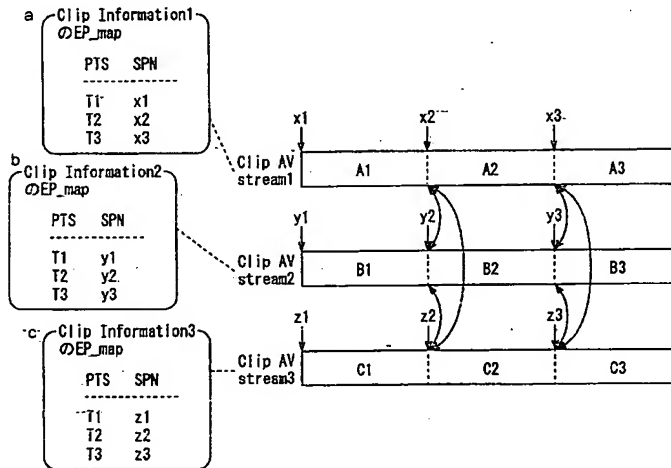 a
Clip Information1
のEP_map
PTS SPN
T1 x1
T2 x2
T3 x3
b
Clip Information2
のEP_map
PTS SPN
T1 y1
T2 y2
T3 y3
c
Clip Information3
のEP_map
PTS SPN
T1 z1
T2 z2
T3 z3
x1 x2 x3
Clip AV
stream1
A1 A2 A3
y1 y2 y3
Clip AV
stream2
B1 B2 B3
z1 z2 z3
Clip AV
stream3
C1 C2 C3